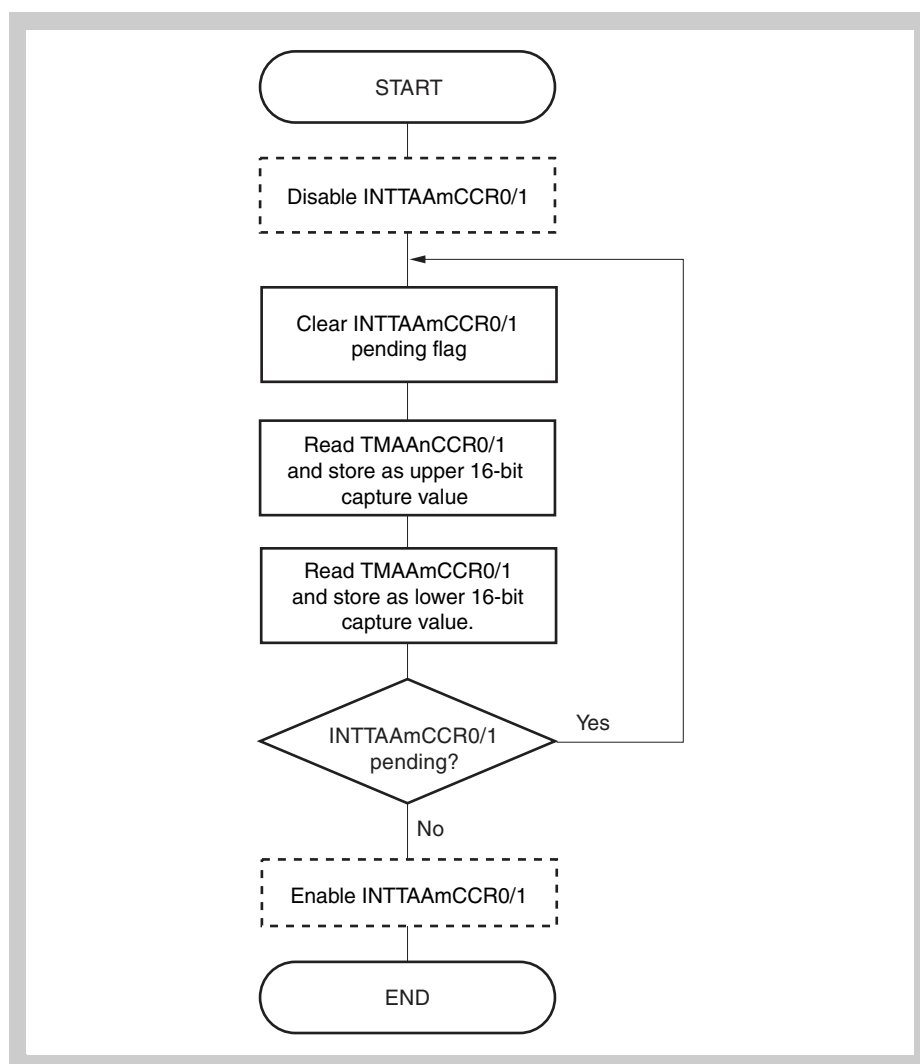 START
Disable INTTAAmCCR0/1
Clear INTTAAmCCR0/1
pending flag
Read TMAAnCCR0/1
and store as upper 16-bit
capture value
Read TMAAmCCR0/1
and store as lower 16-bit
capture value.
INTTAAmCCR0/1
pending?
Yes
No
Enable INTTAAmCCR0/1
END